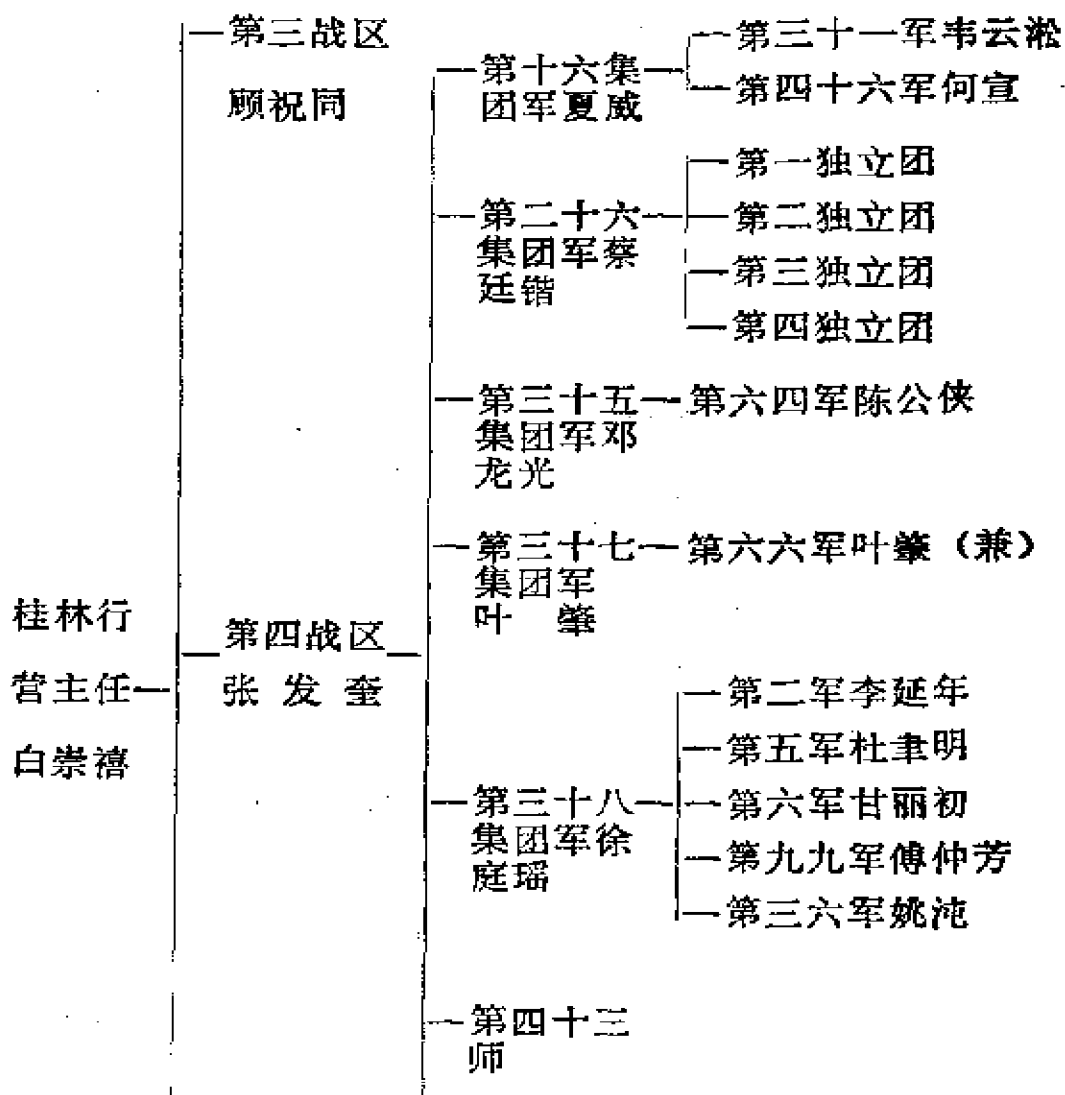 桂林行
营主任
白崇禧
第三战区
顾祝同
第四战区
张发奎
第十六集
团军夏威
第三十一军韦云淞
第四十六军何宣
第二十六
集团军蔡
廷锴
第一独立团
第二独立团
第三独立团
第四独立团
第三十五
集团军邓
龙光
第六四军陈公侠
第三十七
集团军
叶肇
第六六军叶肇（兼）
第三十八
集团军徐
庭瑶
第二军李延年
第五军杜聿明
第六军甘丽初
第九九军傅仲芳
第三六军姚沌
第四十三
师